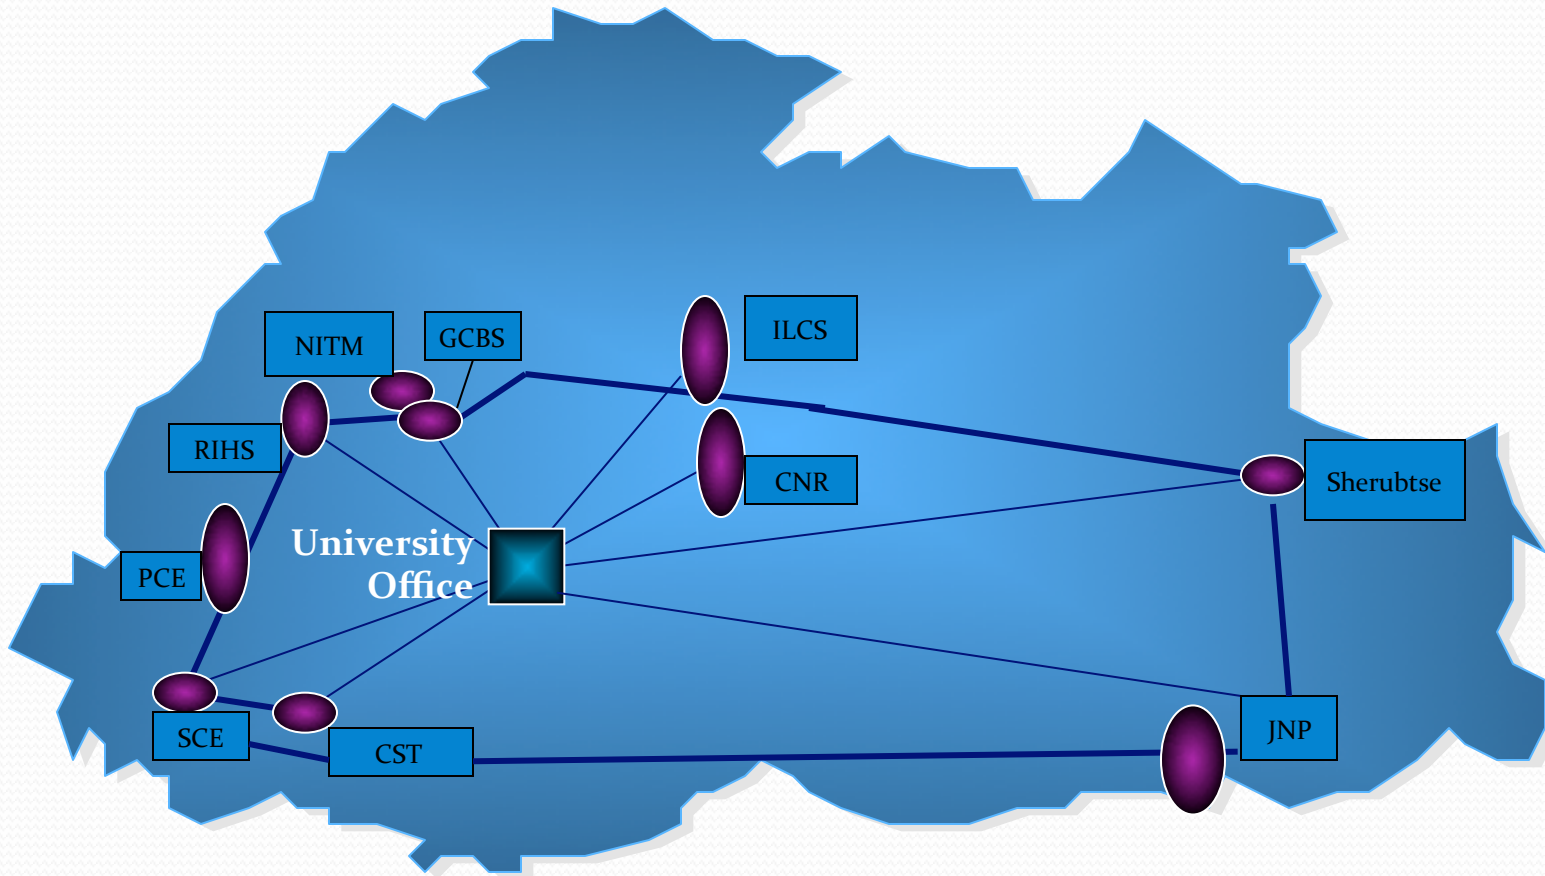 ILCS
NITM
GCBS
RIHS
CNR
Sherubtse
University
Office
PCE
SCE
CST
JNP